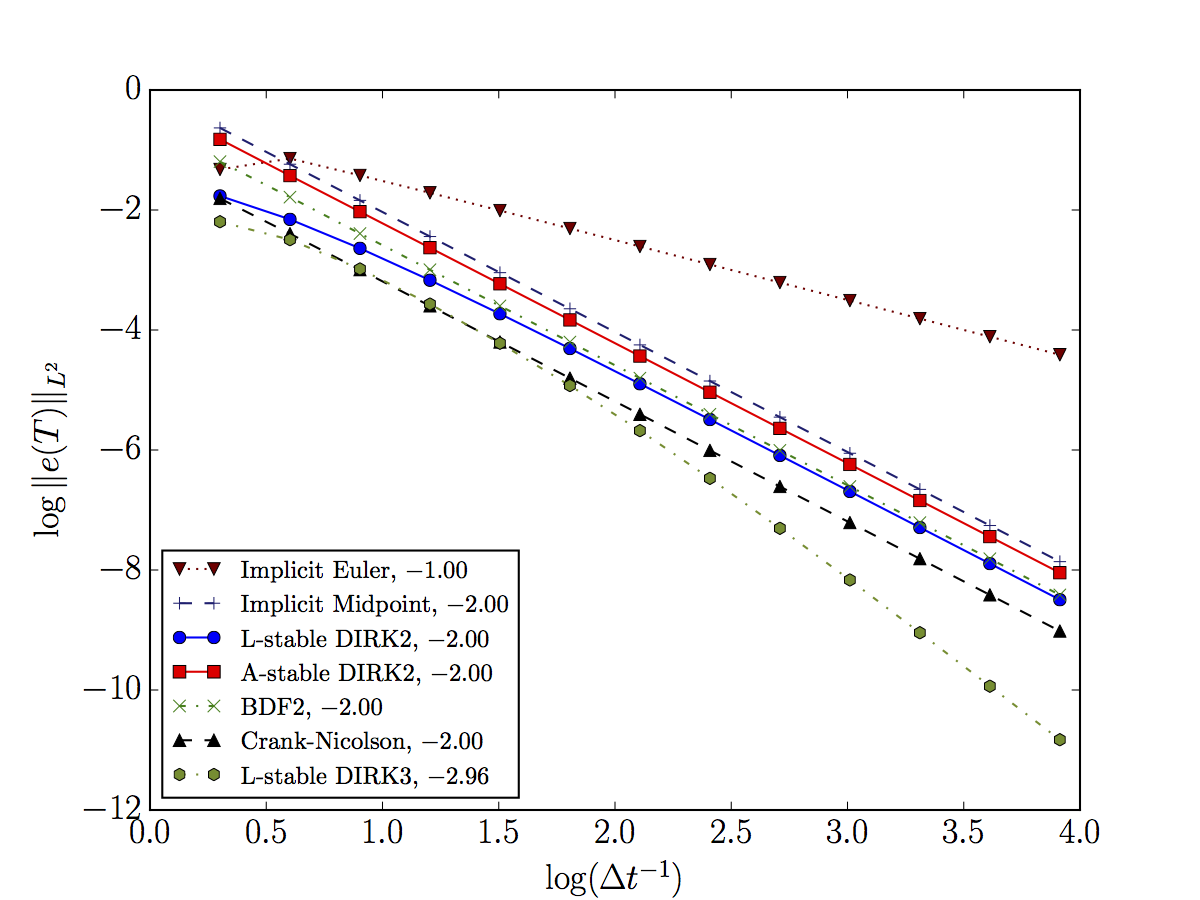 0
−2
−4
−6
−8
−10
−12
log ‖e(T)‖_{L^2}
Implicit Euler, −1.00
Implicit Midpoint, −2.00
L-stable DIRK2, −2.00
A-stable DIRK2, −2.00
BDF2, −2.00
Crank-Nicolson, −2.00
L-stable DIRK3, −2.96
0.0 0.5 1.0 1.5 2.0 2.5 3.0 3.5 4.0
log(Δt^{−1})